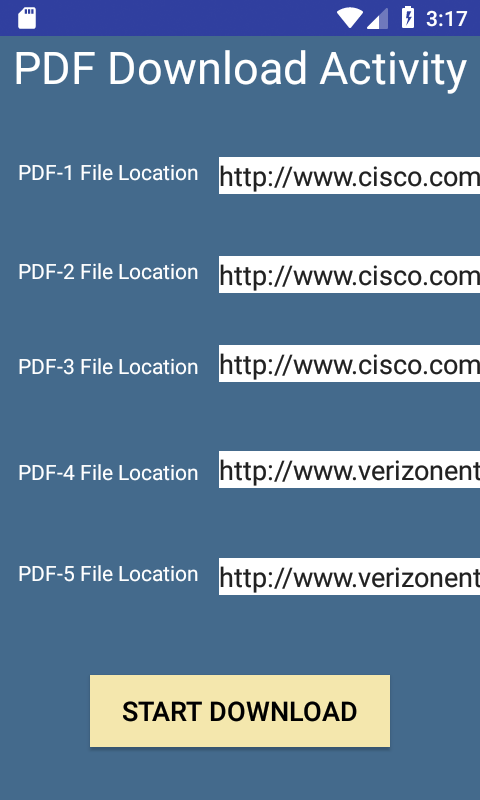 3:17
PDF Download Activity
PDF-1 File Location http://www.cisco.com
PDF-2 File Location http://www.cisco.com
PDF-3 File Location http://www.cisco.com
PDF-4 File Location http://www.verizonent
PDF-5 File Location http://www.verizonent
START DOWNLOAD